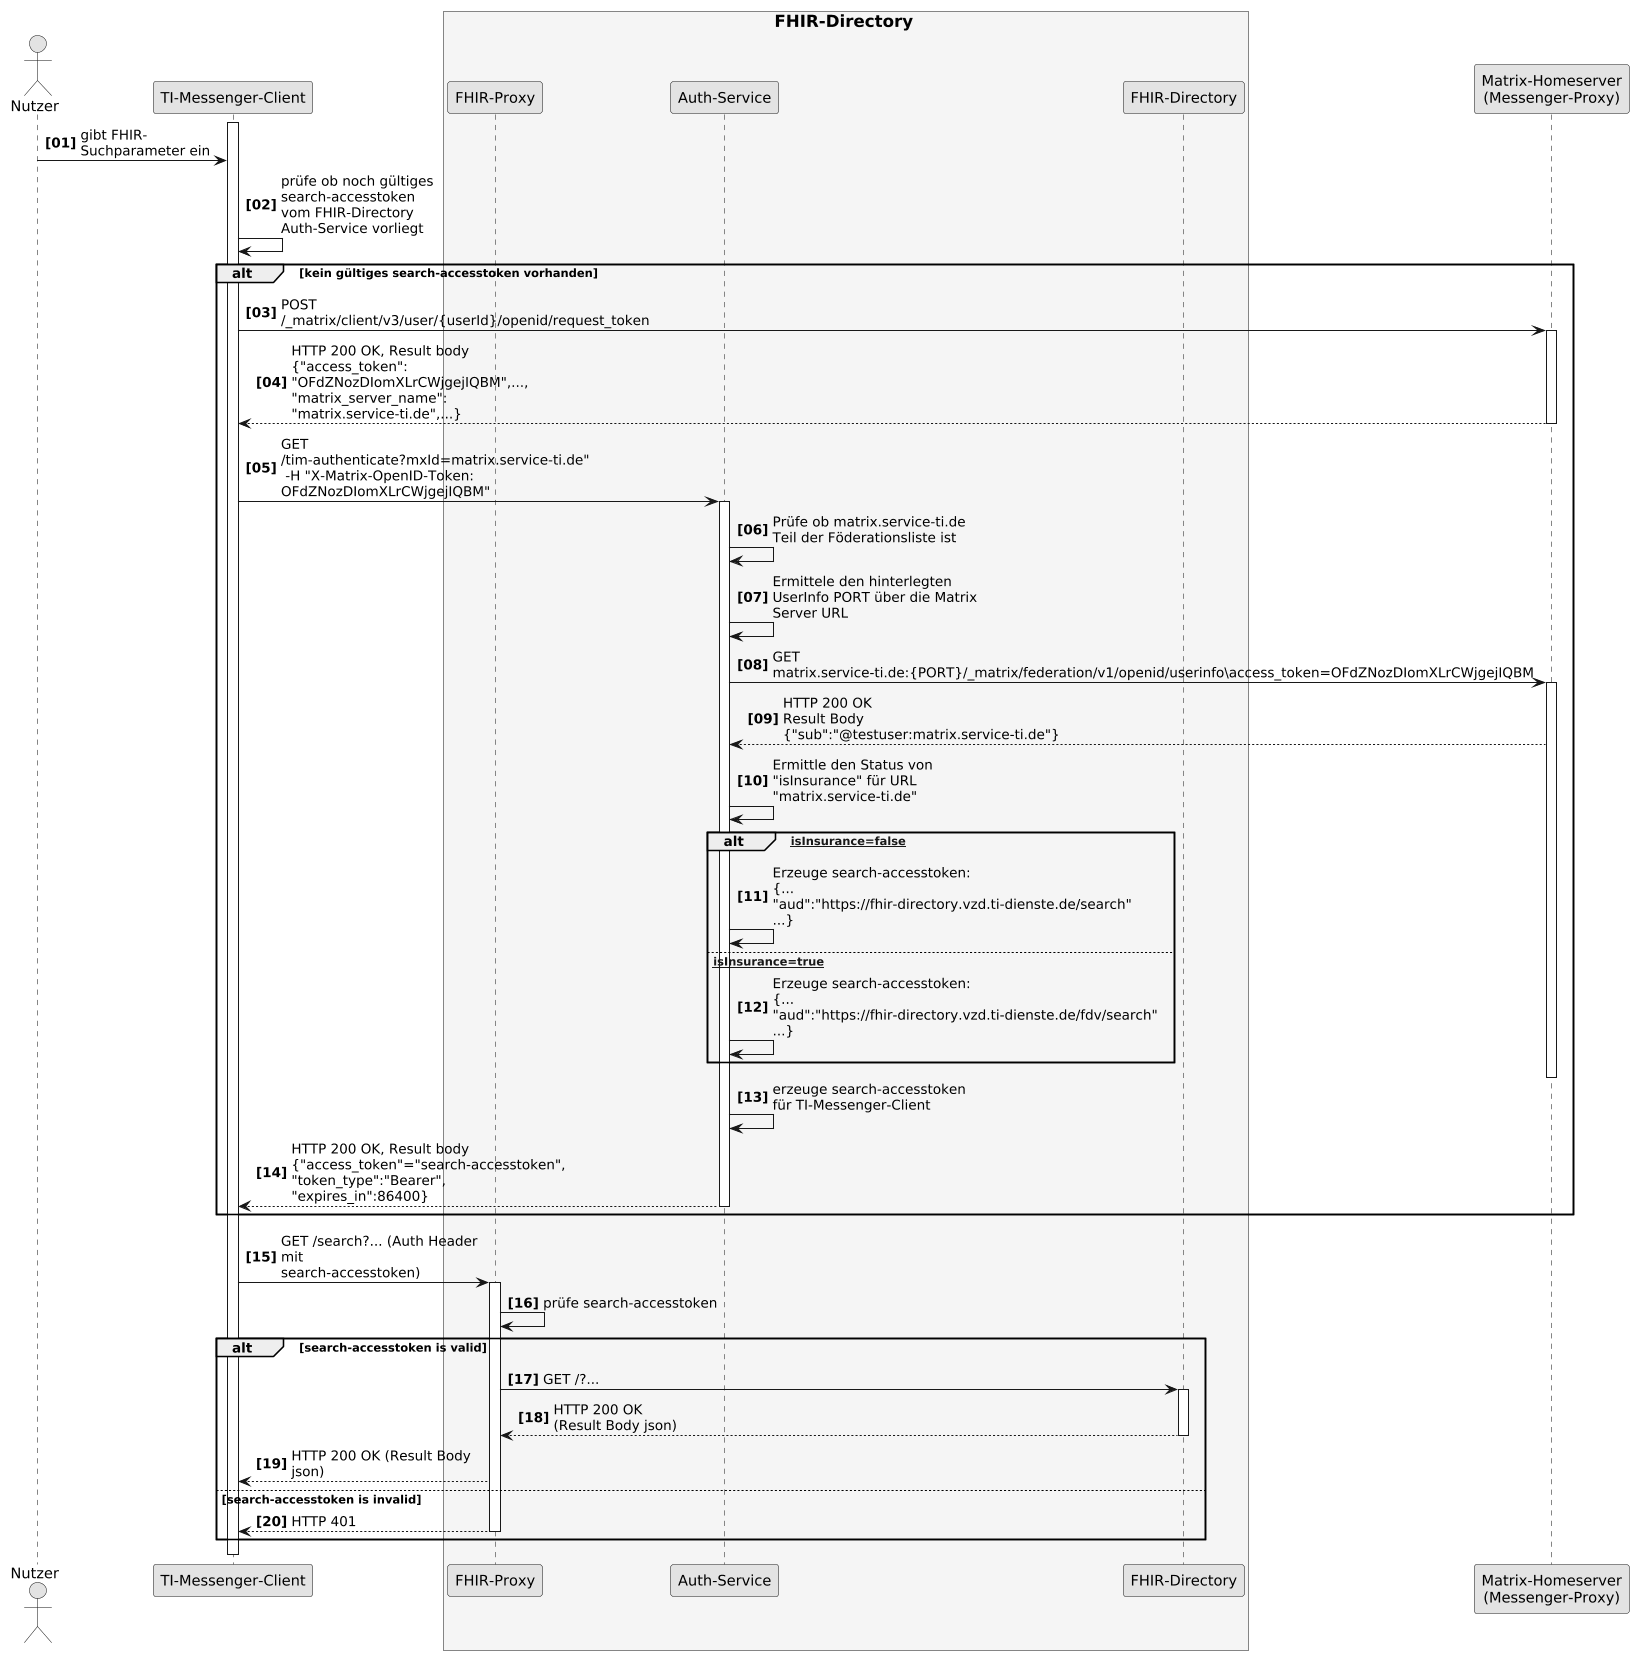 FHIR-Directory
Nutzer
TI-Messenger-Client
FHIR-Proxy
Auth-Service
FHIR-Directory
Matrix-Homeserver
(Messenger-Proxy)
[01] gibt FHIR-
Suchparameter ein
[02] prüfe ob noch gültiges
search-accesstoken
vom FHIR-Directory
Auth-Service vorliegt
alt [kein gültiges search-accesstoken vorhanden]
[03] POST
/_matrix/client/v3/user/{userId}/openid/request_token
[04] HTTP 200 OK, Result body
{"access_token":
"OFdZNozDIomXLrCWjgejIQBM",...,
"matrix_server_name":
"matrix.service-ti.de",...}
[05] GET
/tim-authenticate?mxId=matrix.service-ti.de"
-H "X-Matrix-OpenID-Token:
OFdZNozDIomXLrCWjgejIQBM"
[06] Prüfe ob matrix.service-ti.de
Teil der Föderationsliste ist
[07] Ermittele den hinterlegten
UserInfo PORT über die Matrix
Server URL
[08] GET
matrix.service-ti.de:{PORT}/_matrix/federation/v1/openid/userinfo\access_token=OFdZNozDIomXLrCWjgejIQBM
[09] HTTP 200 OK
Result Body
{"sub":"@testuser:matrix.service-ti.de"}
[10] Ermittle den Status von
"isInsurance" für URL
"matrix.service-ti.de"
alt isInsurance=false
[11] Erzeuge search-accesstoken:
{...
"aud":"https://fhir-directory.vzd.ti-dienste.de/search"
...}
isInsurance=true
[12] Erzeuge search-accesstoken:
{...
"aud":"https://fhir-directory.vzd.ti-dienste.de/fdv/search"
...}
[13] erzeuge search-accesstoken
für TI-Messenger-Client
[14] HTTP 200 OK, Result body
{"access_token"="search-accesstoken",
"token_type":"Bearer",
"expires_in":86400}
[15] GET /search?... (Auth Header
mit
search-accesstoken)
[16] prüfe search-accesstoken
alt [search-accesstoken is valid]
[17] GET /?...
[18] HTTP 200 OK
(Result Body json)
[19] HTTP 200 OK (Result Body
json)
[search-accesstoken is invalid]
[20] HTTP 401
Nutzer
TI-Messenger-Client
FHIR-Proxy
Auth-Service
FHIR-Directory
Matrix-Homeserver
(Messenger-Proxy)